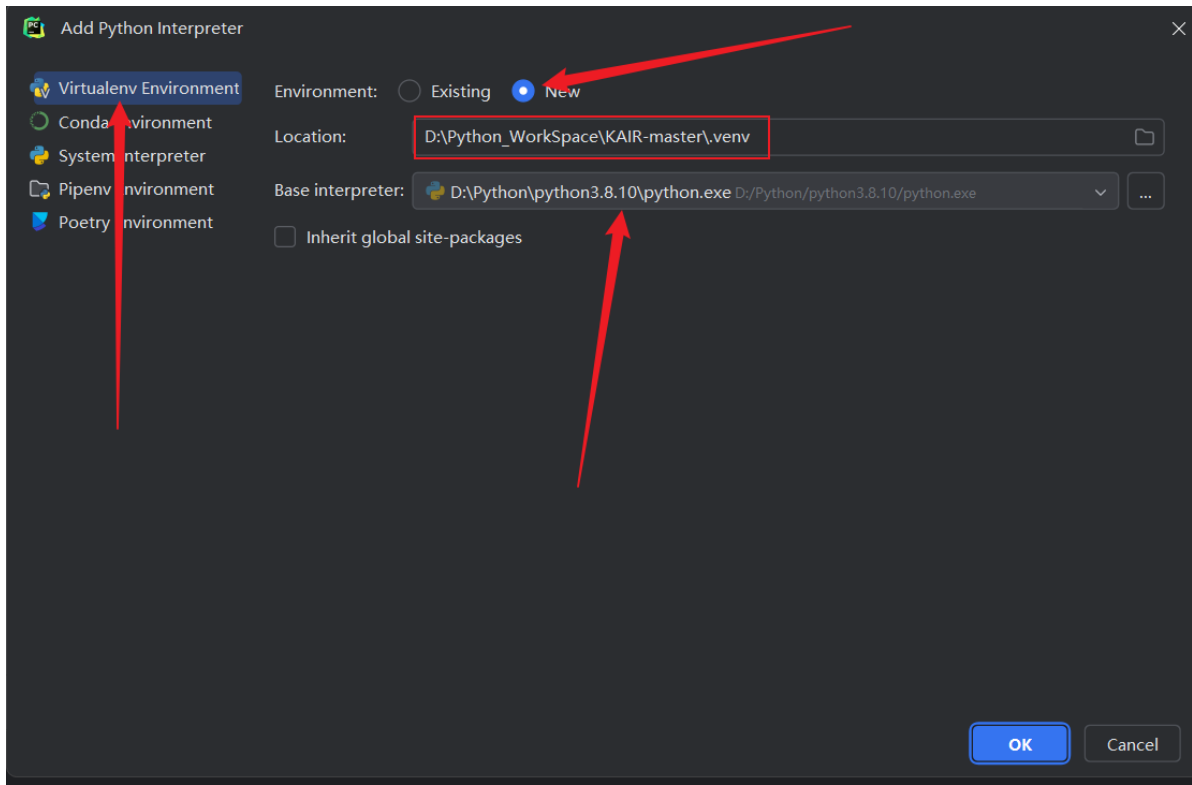 Add Python Interpreter
Virtualenv Environment
Conda Environment
System Interpreter
Pipenv Environment
Poetry Environment
Environment: Existing New
Location: D:\Python_WorkSpace\KAIR-master\.venv
Base interpreter: D:\Python\python3.8.10\python.exe D:/Python/python3.8.10/python.exe ...
Inherit global site-packages
OK Cancel